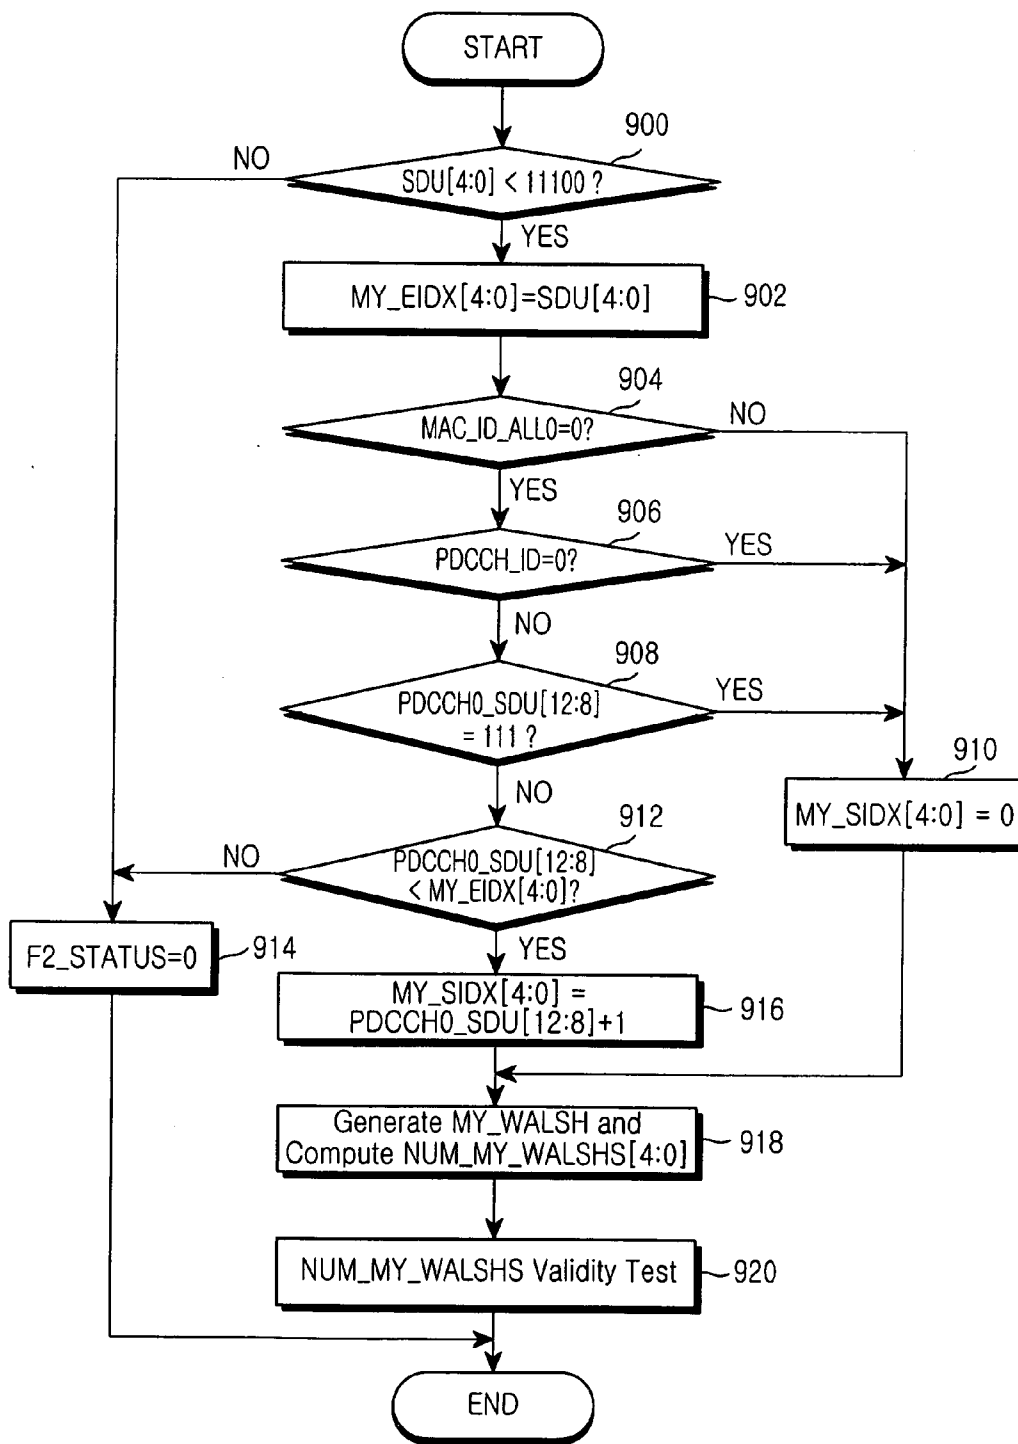 START
900
NO
SDU[4:0] < 11100 ?
YES
MY_EIDX[4:0]=SDU[4:0]
902
904
NO
MAC_ID_ALL0=0?
YES
906
YES
PDCCH_ID=0?
NO
908
YES
PDCCH0_SDU[12:8]
= 111 ?
910
NO
MY_SIDX[4:0] = 0
912
NO
PDCCH0_SDU[12:8]
< MY_EIDX[4:0]?
F2_STATUS=0
914
YES
MY_SIDX[4:0] =
PDCCH0_SDU[12:8]+1
916
Generate MY_WALSH and
Compute NUM_MY_WALSHS[4:0]
918
NUM_MY_WALSHS Validity Test
920
END